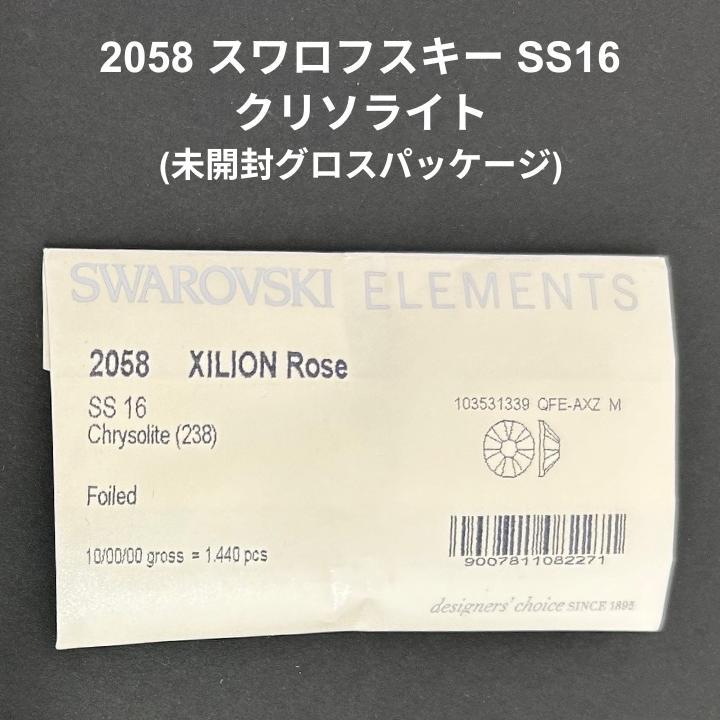 2058 スワロフスキー SS16
クリソライト
(未開封グロスパッケージ)
SWAROVSKI ELEMENTS
2058 XILION Rose
SS 16
Chrysolite (238)
103531339 QFE-AXZ M
Foiled
10/00/00 gross = 1.440 pcs
9007811082271
designers' choice SINCE 1895